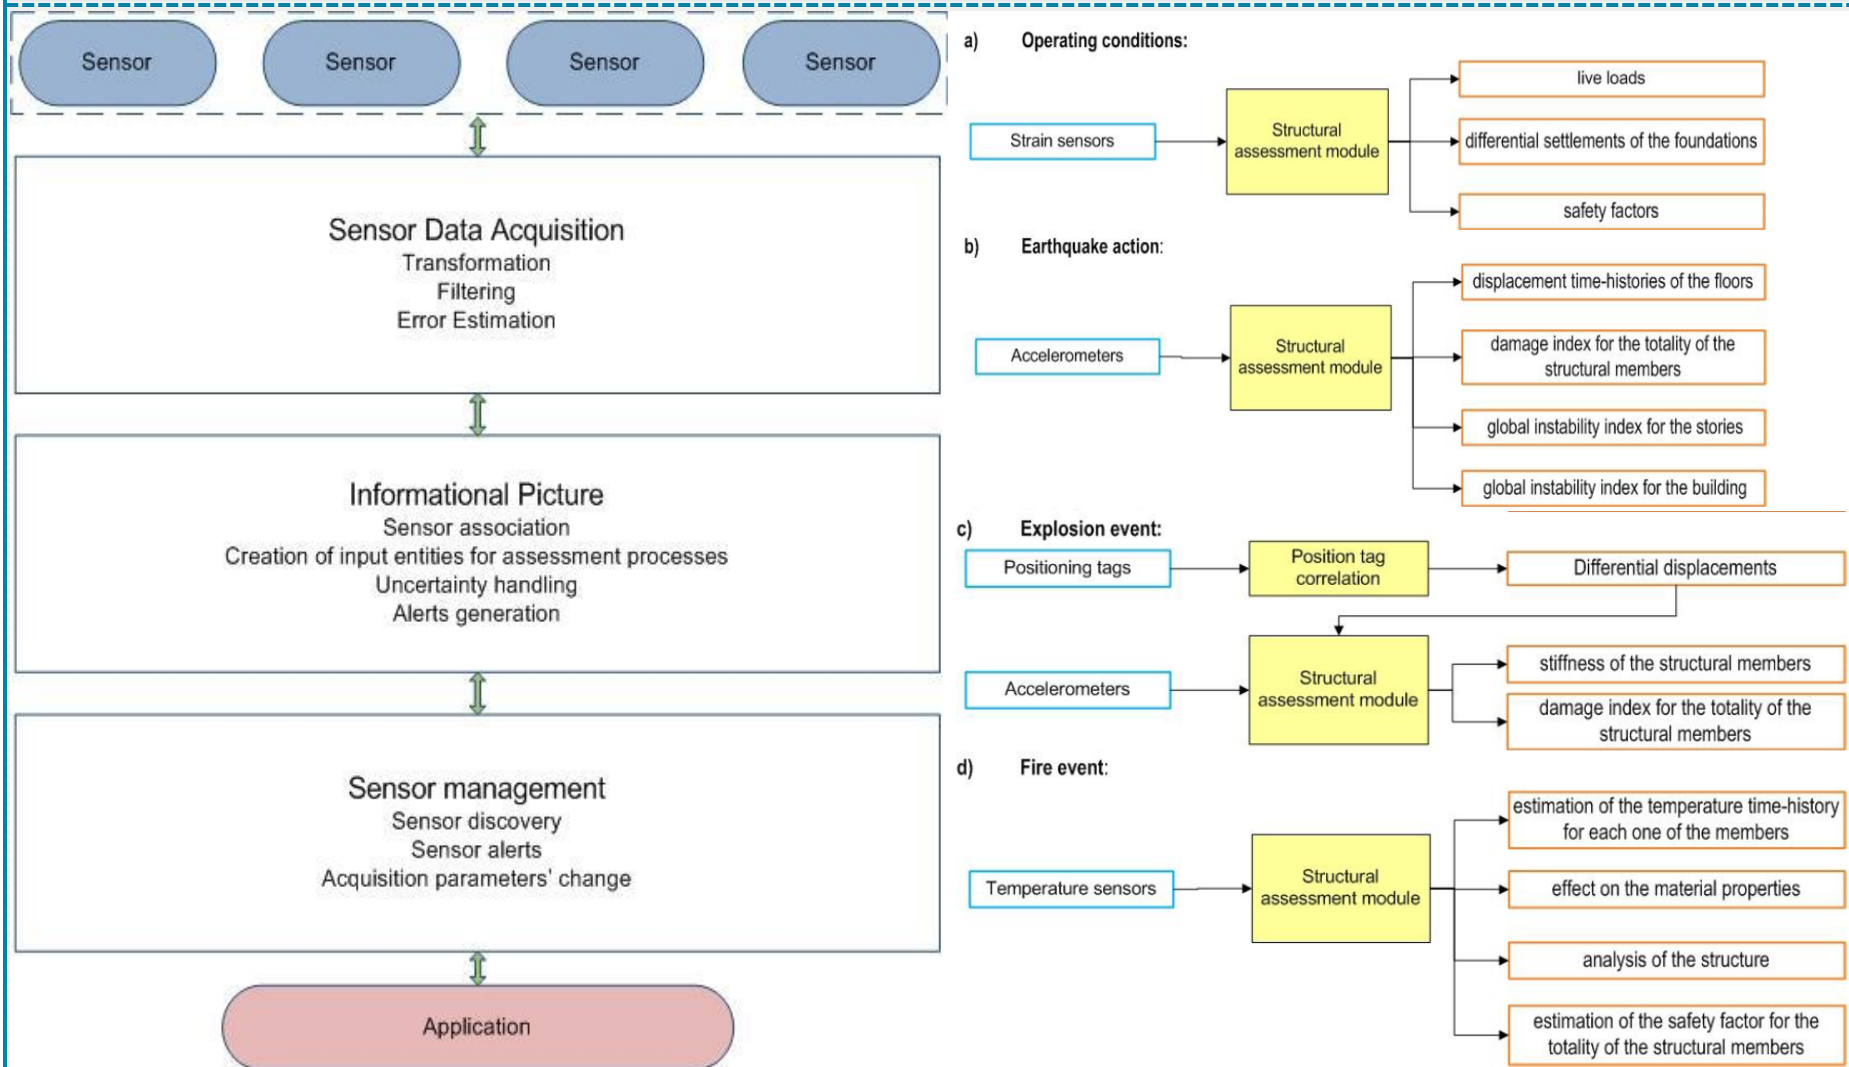 Sensor
Sensor
Sensor
Sensor
Sensor Data Acquisition
Transformation
Filtering
Error Estimation
Informational Picture
Sensor association
Creation of input entities for assessment processes
Uncertainty handling
Alerts generation
Sensor management
Sensor discovery
Sensor alerts
Acquisition parameters' change
Application
a) Operating conditions:
Strain sensors
Structural
assessment module
live loads
differential settlements of the foundations
safety factors
b) Earthquake action:
Accelerometers
Structural
assessment module
displacement time-histories of the floors
damage index for the totality of the
structural members
global instability index for the stories
global instability index for the building
c) Explosion event:
Positioning tags
Position tag
correlation
Differential displacements
Accelerometers
Structural
assessment module
stiffness of the structural members
damage index for the totality of the
structural members
d) Fire event:
Temperature sensors
Structural
assessment module
estimation of the temperature time-history
for each one of the members
effect on the material properties
analysis of the structure
estimation of the safety factor for the
totality of the structural members